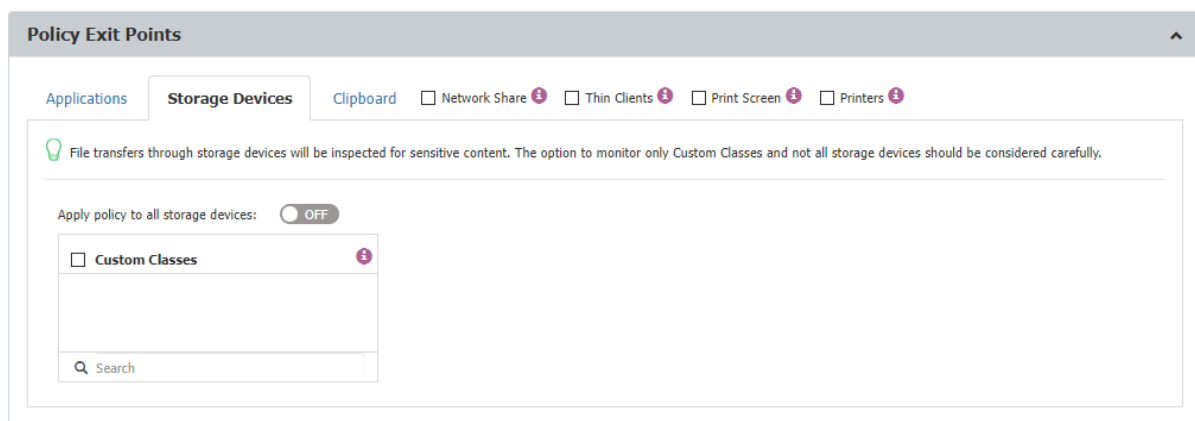 Policy Exit Points
Applications Storage Devices Clipboard Network Share Thin Clients Print Screen Printers
File transfers through storage devices will be inspected for sensitive content. The option to monitor only Custom Classes and not all storage devices should be considered carefully.
Apply policy to all storage devices: OFF
Custom Classes
Search